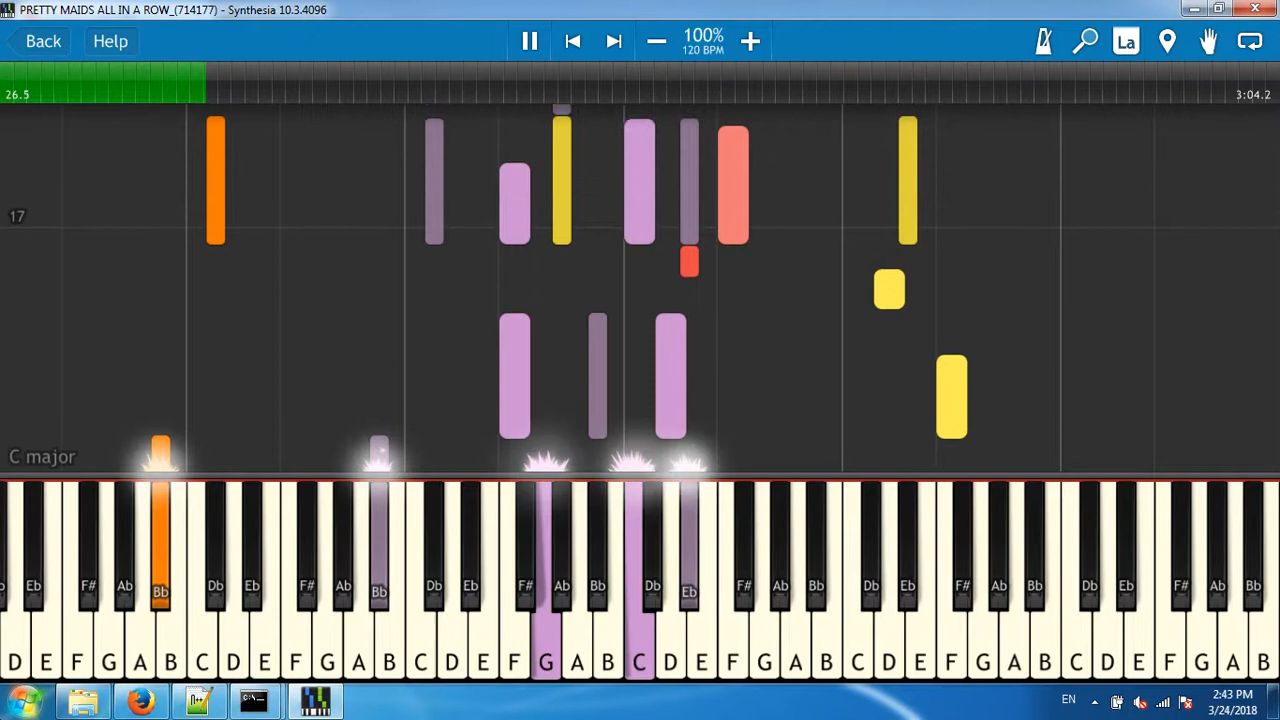 PRETTY MAIDS ALL IN A ROW_(714177) - Synthesia 10.3.4096
Back Help 100% La
120 BPM
26.5 3:04.2
17
C major
Eb F# Ab Bb Db Eb F# Ab Bb Db Eb F# Ab Bb Db Eb F# Ab Bb Db Eb F# Ab Bb Db Eb F# Ab Bb
D E F G A B C D E F G A B C D E F G A B C D E F G A B C D E F G A B C D E F G A B
EN 2:43 PM
3/24/2018